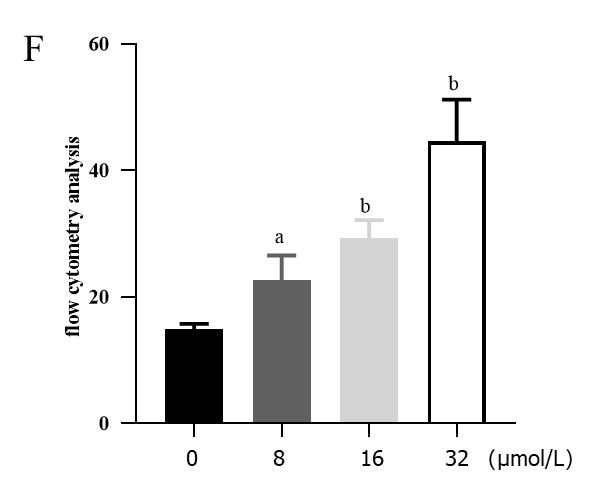 F
60
40
20
0
flow cytometry analysis
a
b
b
0 8 16 32 (μmol/L)